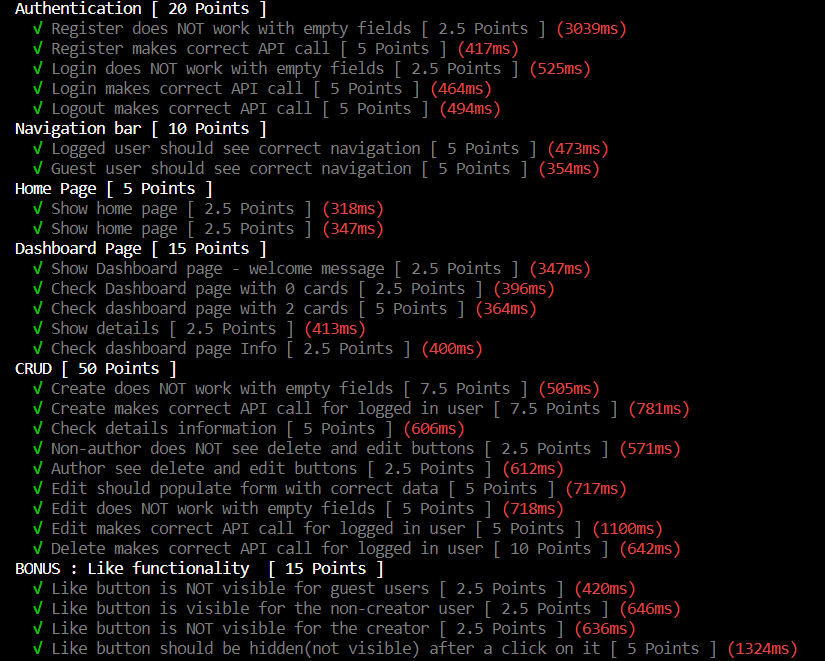 Authentication [ 20 Points ]
√ Register does NOT work with empty fields [ 2.5 Points ] (3039ms)
√ Register makes correct API call [ 5 Points ] (417ms)
√ Login does NOT work with empty fields [ 2.5 Points ] (525ms)
√ Login makes correct API call [ 5 Points ] (464ms)
√ Logout makes correct API call [ 5 Points ] (494ms)
Navigation bar [ 10 Points ]
√ Logged user should see correct navigation [ 5 Points ] (473ms)
√ Guest user should see correct navigation [ 5 Points ] (354ms)
Home Page [ 5 Points ]
√ Show home page [ 2.5 Points ] (318ms)
√ Show home page [ 2.5 Points ] (347ms)
Dashboard Page [ 15 Points ]
√ Show Dashboard page - welcome message [ 2.5 Points ] (347ms)
√ Check Dashboard page with 0 cards [ 2.5 Points ] (396ms)
√ Check dashboard page with 2 cards [ 5 Points ] (364ms)
√ Show details [ 2.5 Points ] (413ms)
√ Check dashboard page Info [ 2.5 Points ] (400ms)
CRUD [ 50 Points ]
√ Create does NOT work with empty fields [ 7.5 Points ] (505ms)
√ Create makes correct API call for logged in user [ 7.5 Points ] (781ms)
√ Check details information [ 5 Points ] (606ms)
√ Non-author does NOT see delete and edit buttons [ 2.5 Points ] (571ms)
√ Author see delete and edit buttons [ 2.5 Points ] (612ms)
√ Edit should populate form with correct data [ 5 Points ] (717ms)
√ Edit does NOT work with empty fields [ 5 Points ] (718ms)
√ Edit makes correct API call for logged in user [ 5 Points ] (1100ms)
√ Delete makes correct API call for logged in user [ 10 Points ] (642ms)
BONUS : Like functionality  [ 15 Points ]
√ Like button is NOT visible for guest users [ 2.5 Points ] (420ms)
√ Like button is visible for the non-creator user [ 2.5 Points ] (646ms)
√ Like button is NOT visible for the creator [ 2.5 Points ] (636ms)
√ Like button should be hidden(not visible) after a click on it [ 5 Points ] (1324ms)